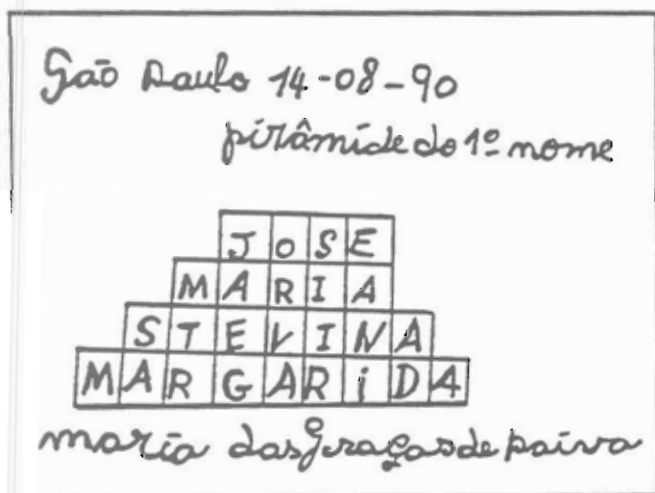 São Paulo 14-08-90
pirâmide do 1º nome
JOSE
MARIA
STEVINA
MARGARiDA
maria das graças de paiva